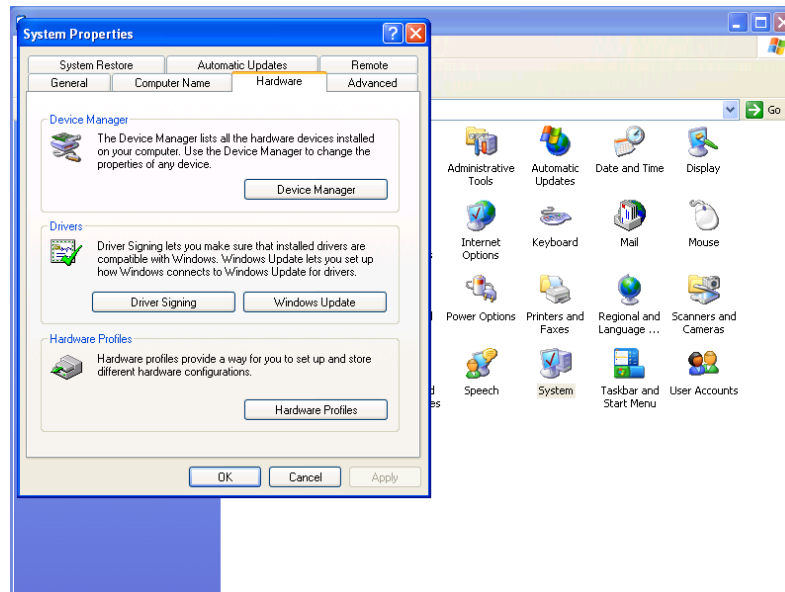 System Properties
System Restore Automatic Updates Remote
General Computer Name Hardware Advanced
Device Manager
The Device Manager lists all the hardware devices installed
on your computer. Use the Device Manager to change the
properties of any device.
Device Manager
Drivers
Driver Signing lets you make sure that installed drivers are
compatible with Windows. Windows Update lets you set up
how Windows connects to Windows Update for drivers.
Driver Signing Windows Update
Hardware Profiles
Hardware profiles provide a way for you to set up and store
different hardware configurations.
Hardware Profiles
OK Cancel Apply
Go
Administrative Tools
Automatic Updates
Date and Time
Display
Internet Options
Keyboard
Mail
Mouse
Power Options
Printers and Faxes
Regional and Language ...
Scanners and Cameras
Speech
System
Taskbar and Start Menu
User Accounts